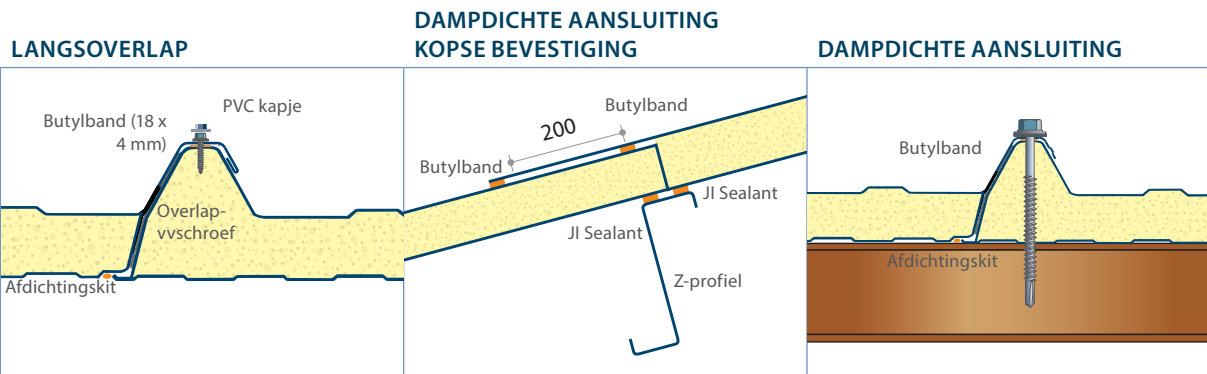 LANGSOVERLAP
Butylband (18 x
4 mm)
PVC kapje
Overlap-
vvschroef
Afdichtingskit
DAMPDICHTE AANSLUITING
KOPSE BEVESTIGING
Butylband
200
Butylband
JI Sealant
JI Sealant
Z-profiel
DAMPDICHTE AANSLUITING
Butylband
Afdichtingskit